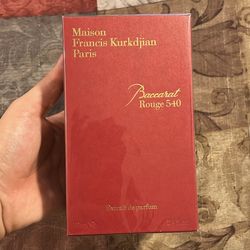 Maison
Francis Kurkdjian
Paris
Baccarat
Rouge 540
Extrait de parfum